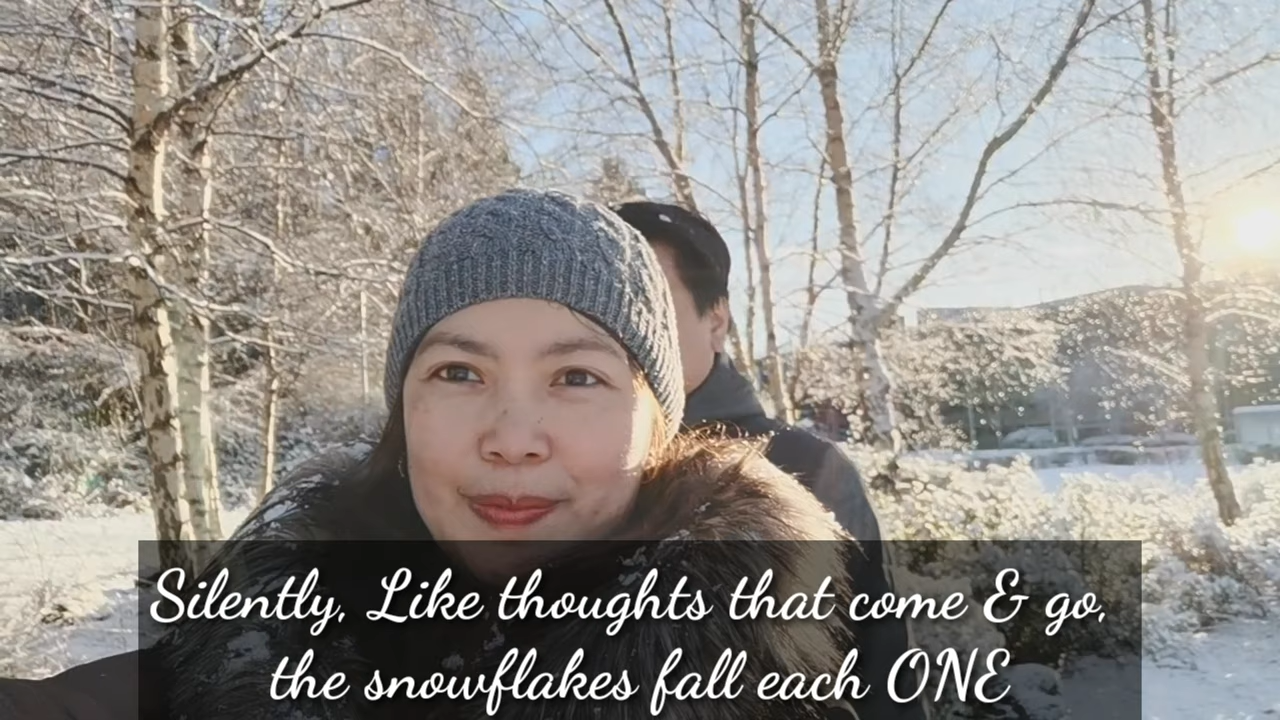 Silently, Like thoughts that come & go,
the snowflakes fall each ONE